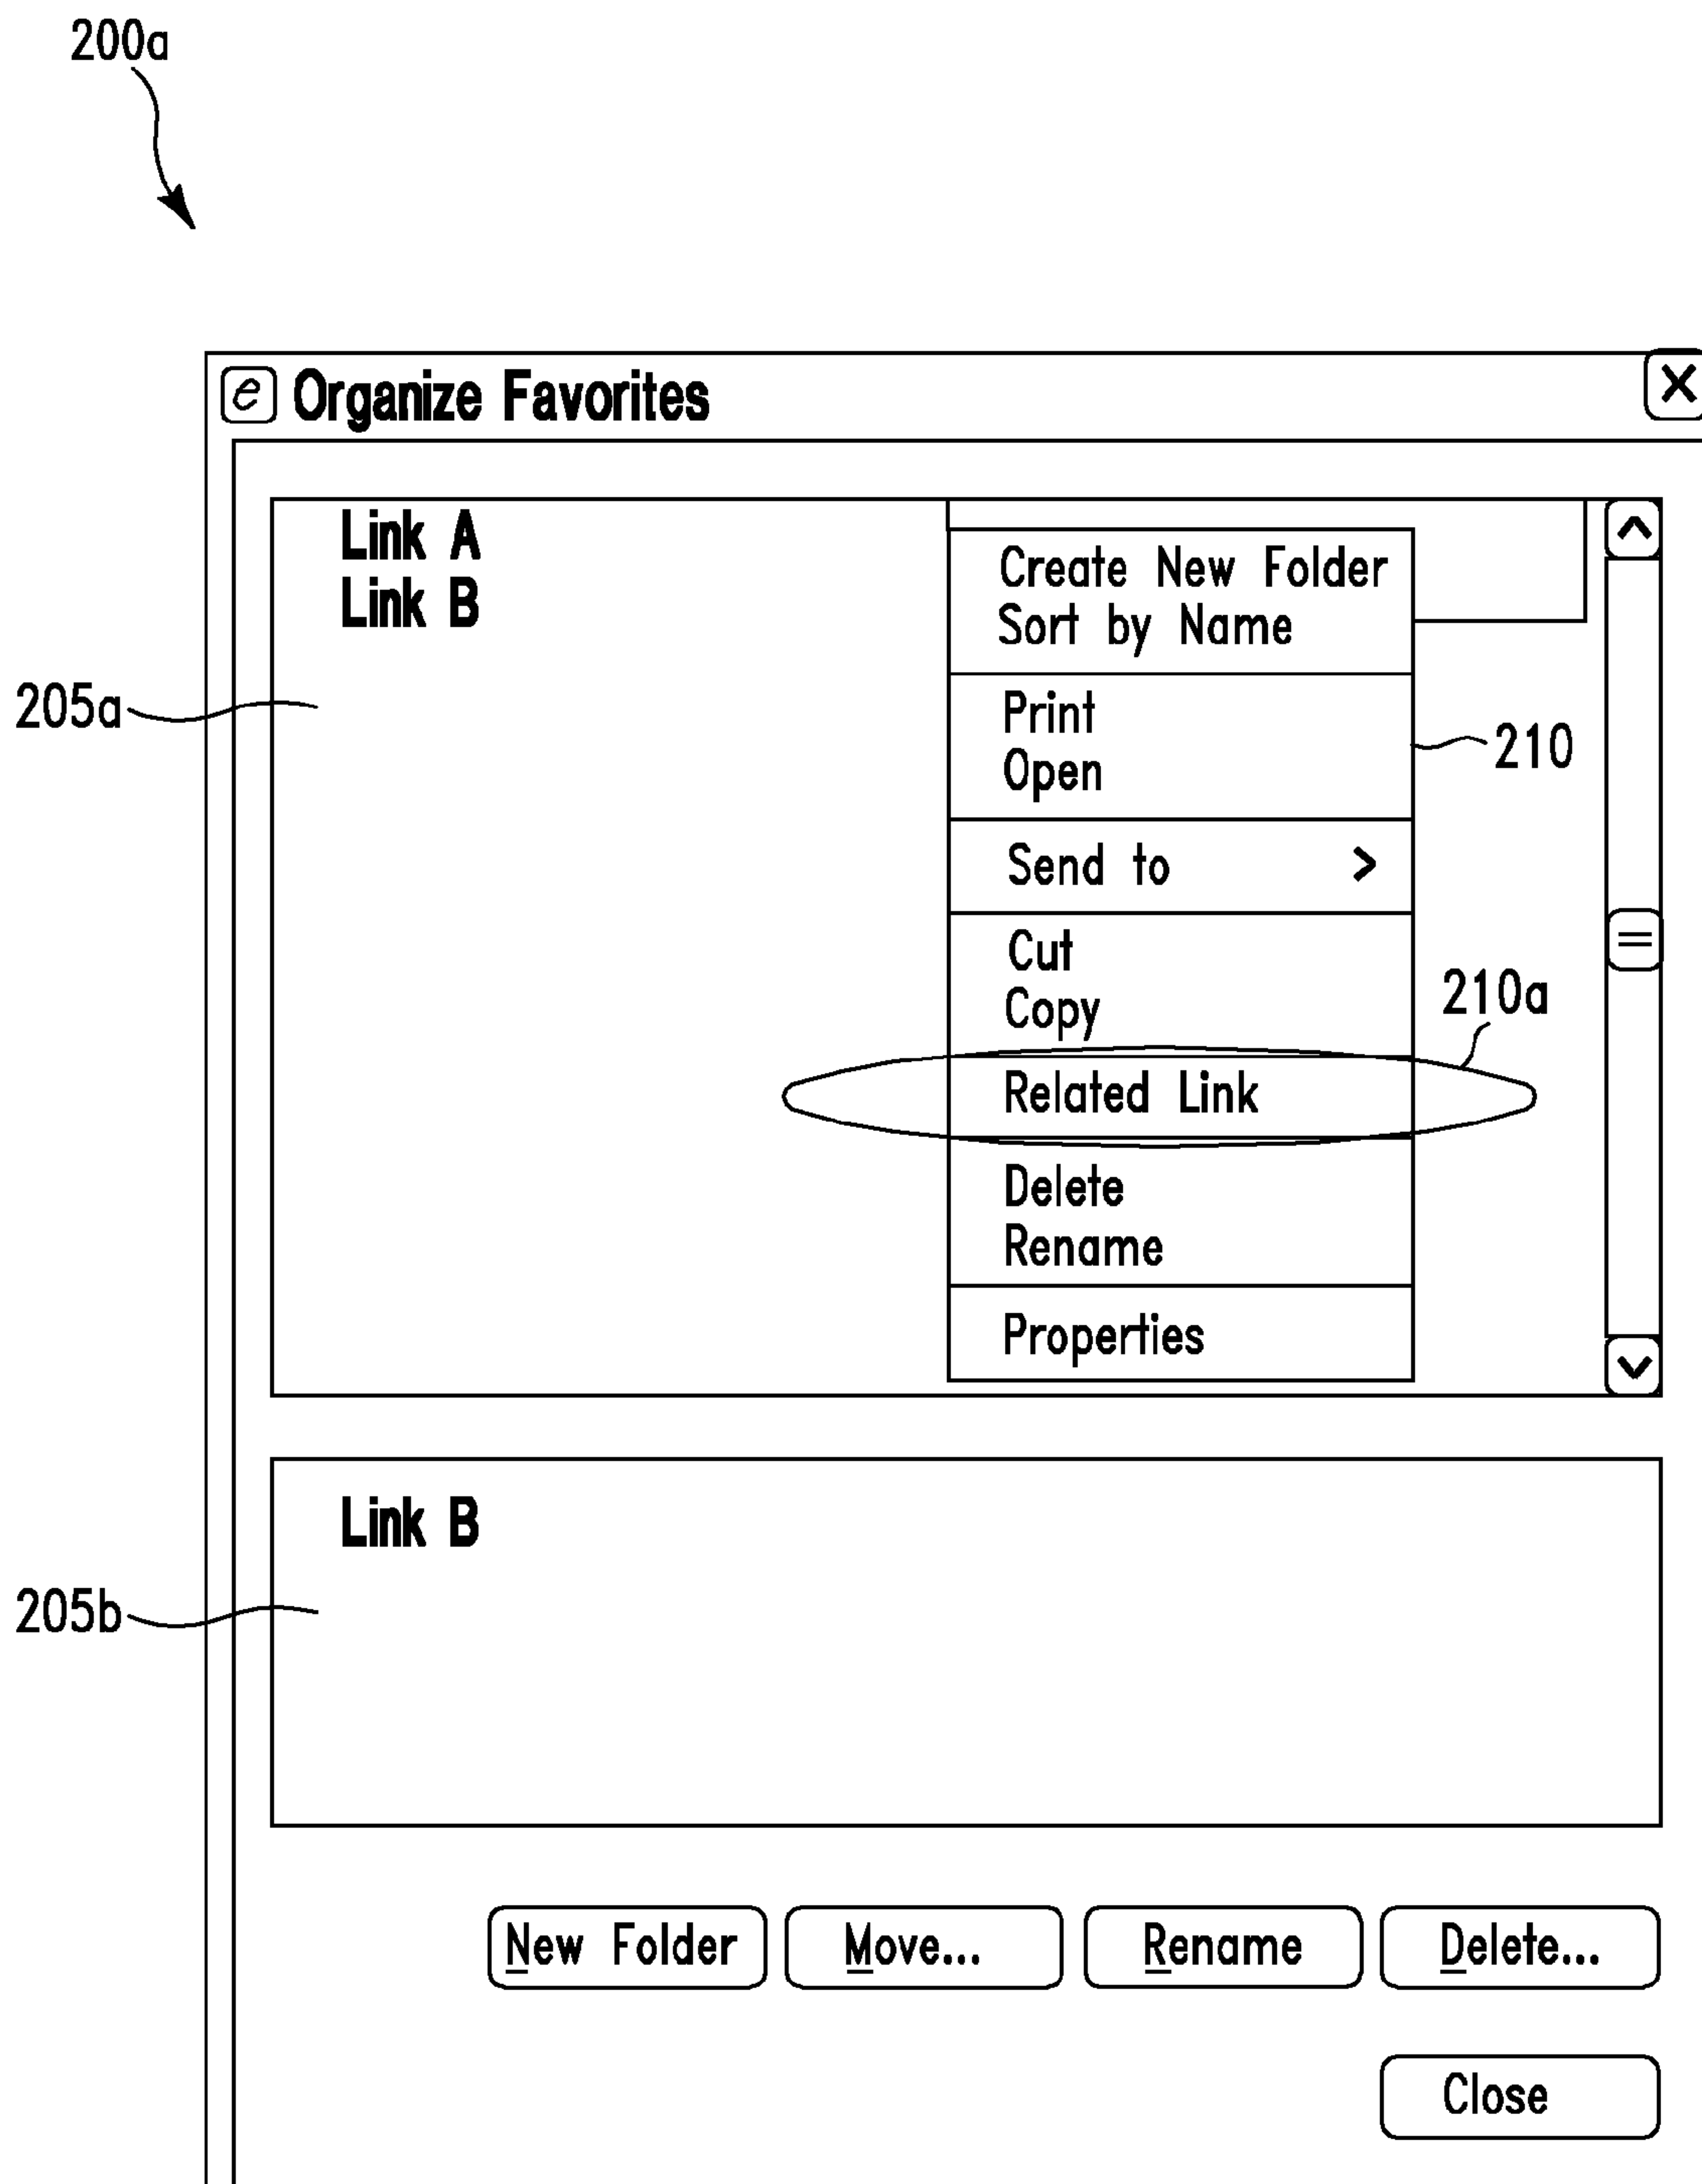 200a
e Organize Favorites X
Link A
Link B
Create New Folder
Sort by Name
205a
Print
210
Open
Send to >
Cut
210a
Copy
Related Link
Delete
Rename
Properties
Link B
205b
New Folder Move... Rename Delete...
Close